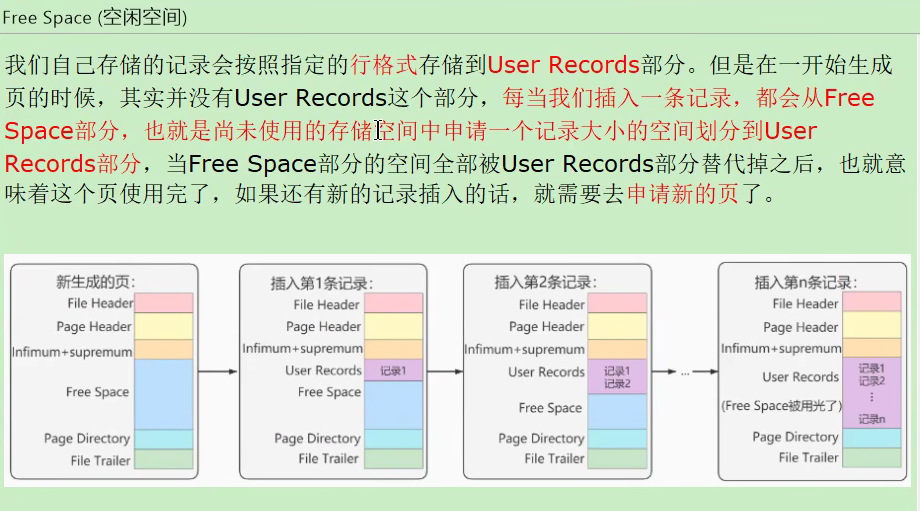 Free Space (空闲空间)
我们自己存储的记录会按照指定的行格式存储到User Records部分。但是在一开始生成
页的时候，其实并没有User Records这个部分，每当我们插入一条记录，都会从Free
Space部分，也就是尚未使用的存储空间中申请一个记录大小的空间划分到User
Records部分，当Free Space部分的空间全部被User Records部分替代掉之后，也就意
味着这个页使用完了，如果还有新的记录插入的话，就需要去申请新的页了。
新生成的页：
File Header
Page Header
Infimum+supremum
Free Space
Page Directory
File Trailer
插入第1条记录：
File Header
Page Header
Infimum+supremum
User Records
记录1
Free Space
Page Directory
File Trailer
插入第2条记录：
File Header
Page Header
Infimum+supremum
User Records
记录1
记录2
Free Space
Page Directory
File Trailer
...
插入第n条记录：
File Header
Page Header
Infimum+supremum
User Records
(Free Space被用光了)
记录1
记录2
⋮
记录n
Page Directory
File Trailer